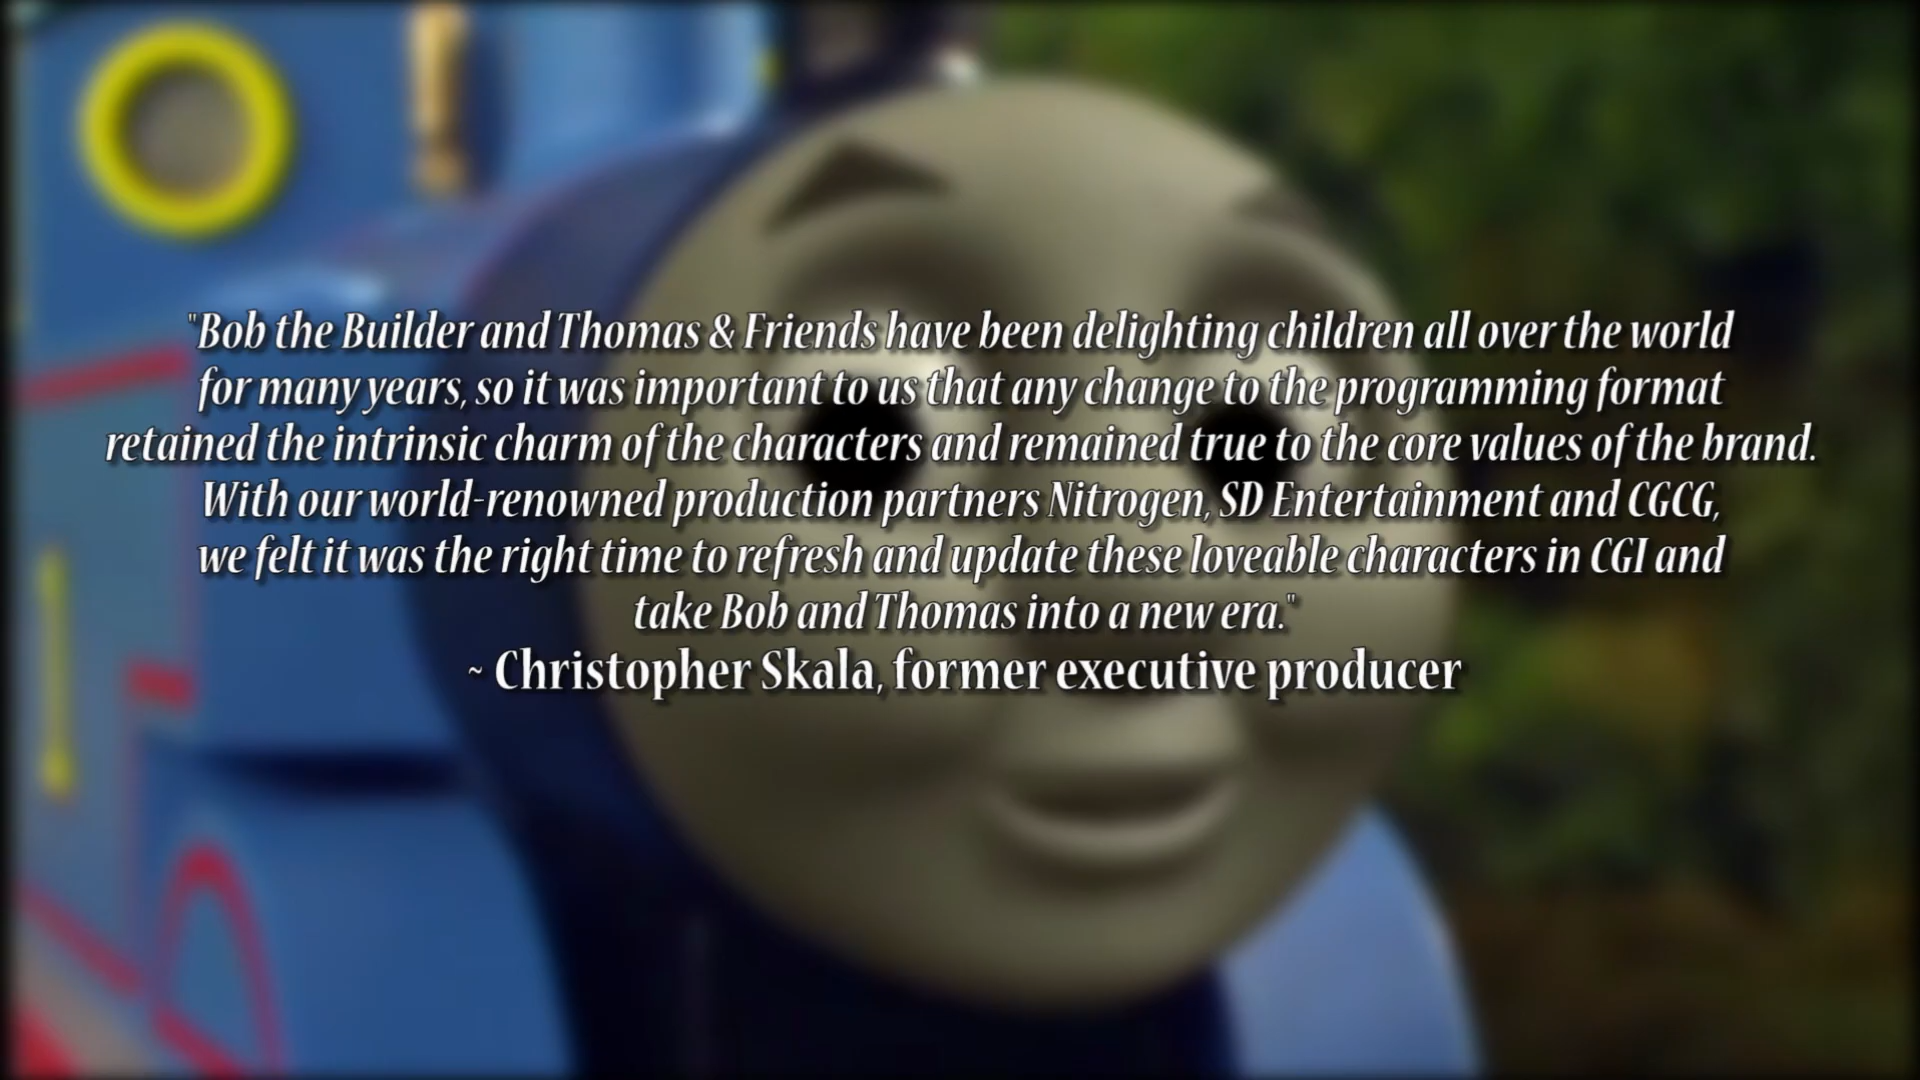 "Bob the Builder and Thomas & Friends have been delighting children all over the world
for many years, so it was important to us that any change to the programming format
retained the intrinsic charm of the characters and remained true to the core values of the brand.
With our world-renowned production partners Nitrogen, SD Entertainment and CGCG,
we felt it was the right time to refresh and update these loveable characters in CGI and
take Bob and Thomas into a new era."
~ Christopher Skala, former executive producer